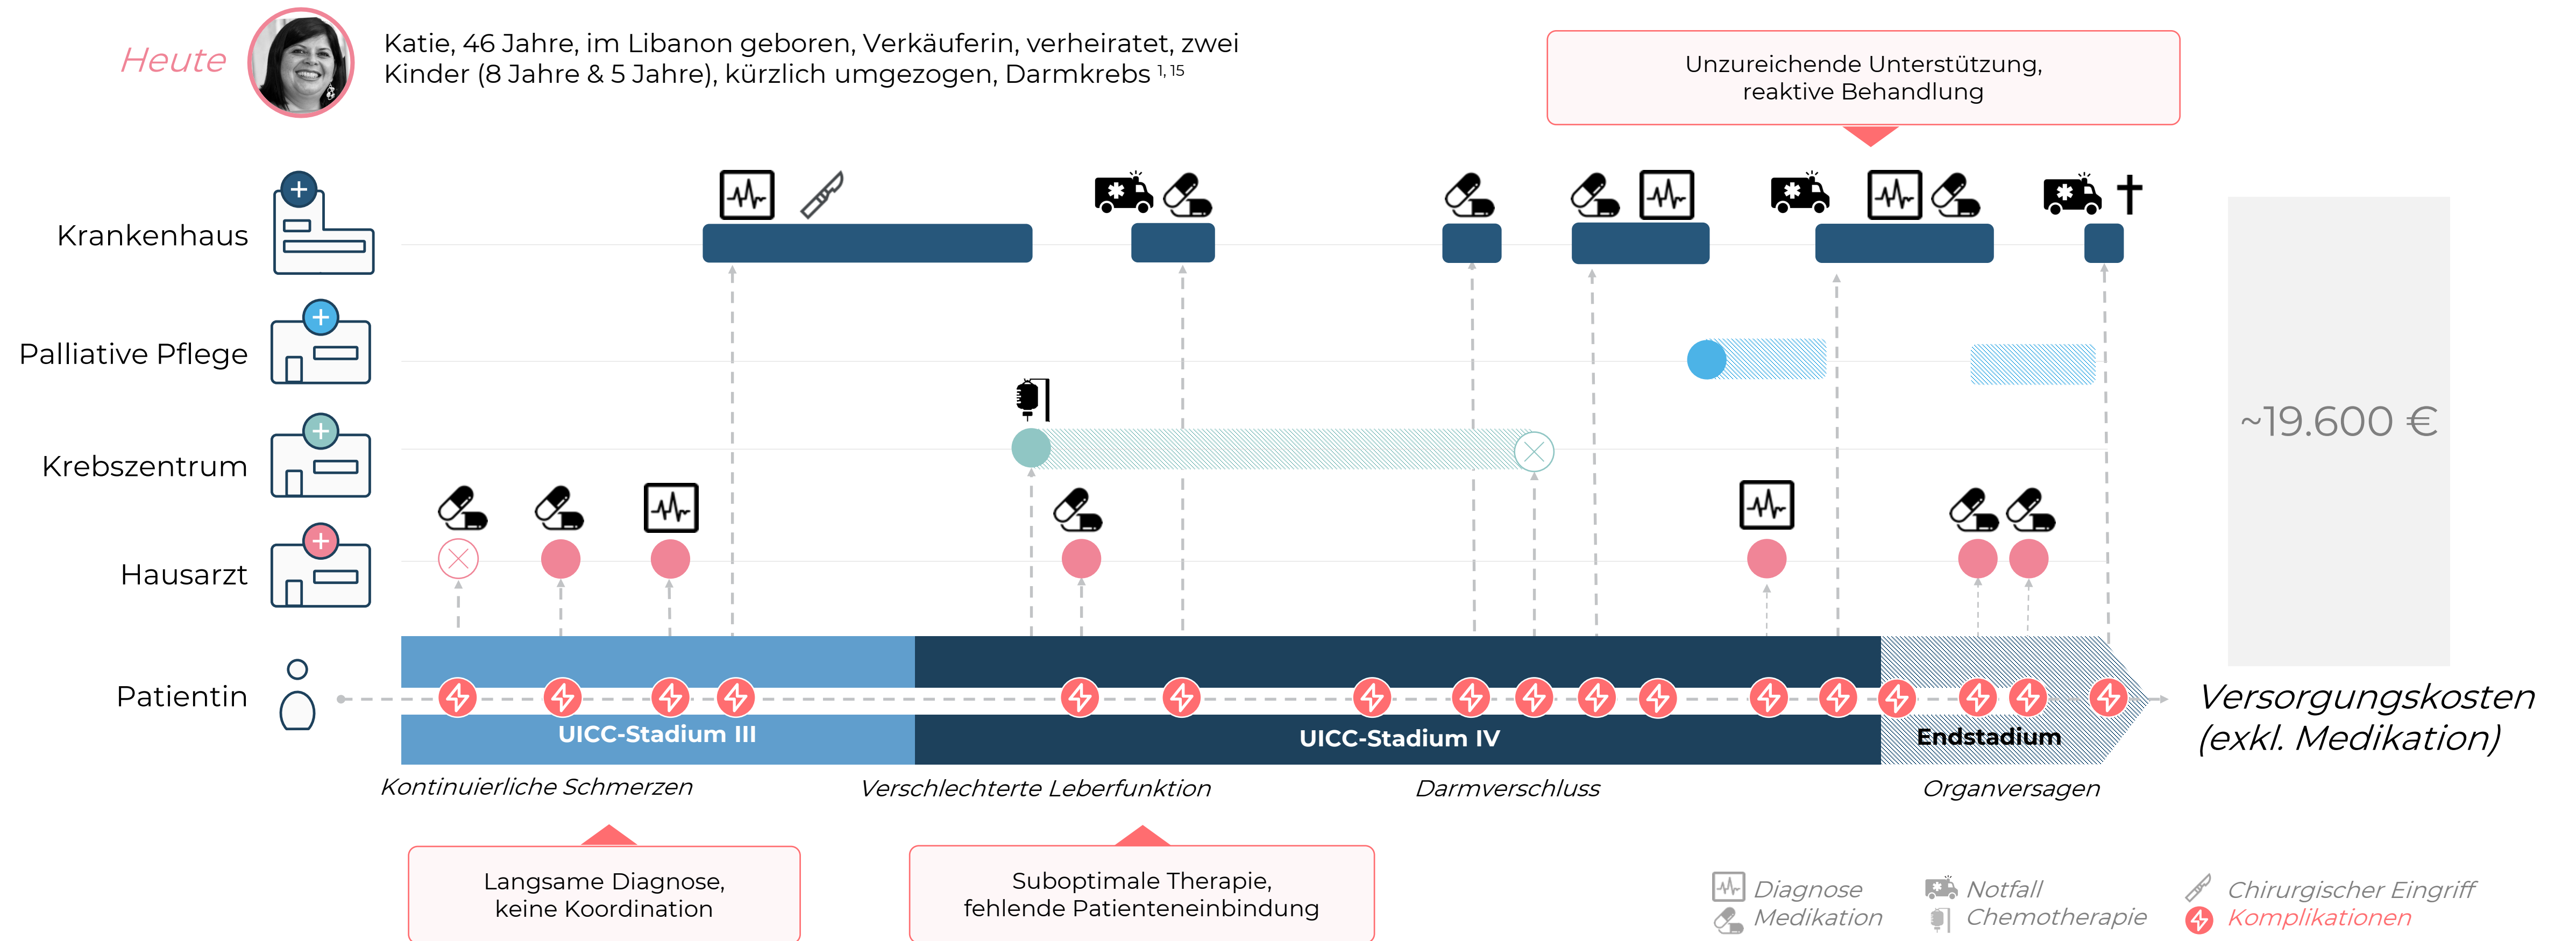 Heute
Katie, 46 Jahre, im Libanon geboren, Verkäuferin, verheiratet, zwei
Kinder (8 Jahre & 5 Jahre), kürzlich umgezogen, Darmkrebs 1, 15
Unzureichende Unterstützung,
reaktive Behandlung
Krankenhaus
Palliative Pflege
Krebszentrum
Hausarzt
Patientin
~19.600 €
Versorgungskosten
(exkl. Medikation)
UICC-Stadium III
UICC-Stadium IV
Endstadium
Kontinuierliche Schmerzen
Verschlechterte Leberfunktion
Darmverschluss
Organversagen
Langsame Diagnose,
keine Koordination
Suboptimale Therapie,
fehlende Patienteneinbindung
Diagnose
Notfall
Chirurgischer Eingriff
Medikation
Chemotherapie
Komplikationen